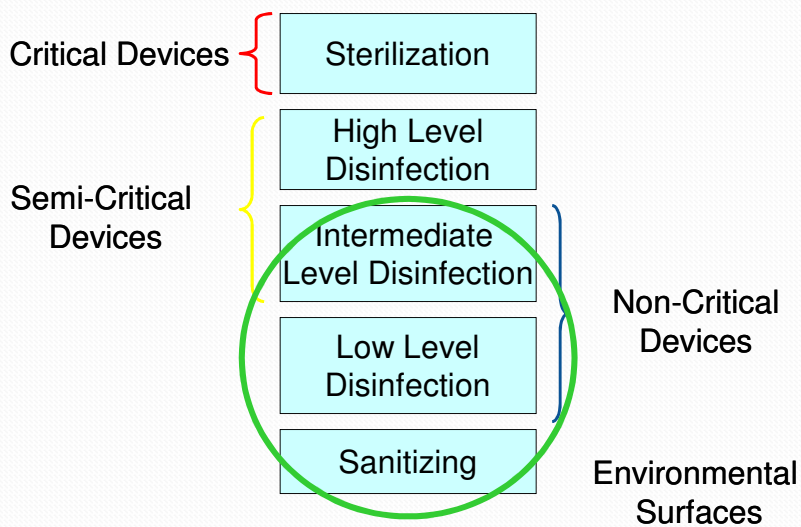 Critical Devices
Sterilization
High Level
Disinfection
Semi-Critical
Devices
Intermediate
Level Disinfection
Non-Critical
Devices
Low Level
Disinfection
Sanitizing
Environmental
Surfaces